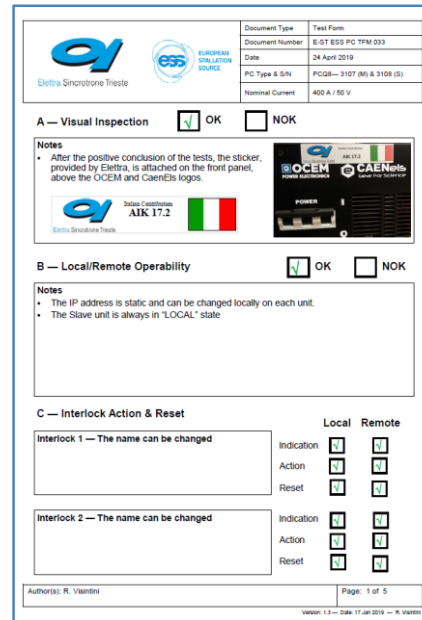 Elettra Sincrotrone Trieste
ess
EUROPEAN
SPALLATION
SOURCE
Document Type Test Form
Document Number E-ST ESS PC TFM 033
Date 24 April 2019
PC Type & S/N PCQ8— 3107 (M) & 3108 (S)
Nominal Current 400 A / 50 V
A — Visual Inspection √ OK NOK
Notes
• After the positive conclusion of the tests, the sticker,
provided by Elettra, is attached on the front panel,
above the OCEM and CaenEls logos.
Italian Contribution
AIK 17.2
Elettra Sincrotrone Trieste
AIK 17.2
OCEM
POWER ELECTRONICS
CAENels
Gear For Science
POWER
B — Local/Remote Operability √ OK NOK
Notes
• The IP address is static and can be changed locally on each unit.
• The Slave unit is always in "LOCAL" state
C — Interlock Action & Reset
Local Remote
Interlock 1 — The name can be changed
Indication √ √
Action √ √
Reset √ √
Interlock 2 — The name can be changed
Indication √ √
Action √ √
Reset √ √
Author(s): R. Visintini Page: 1 of 5
Version: 1.3 — Date: 17 Jan 2019 — R. Visintini